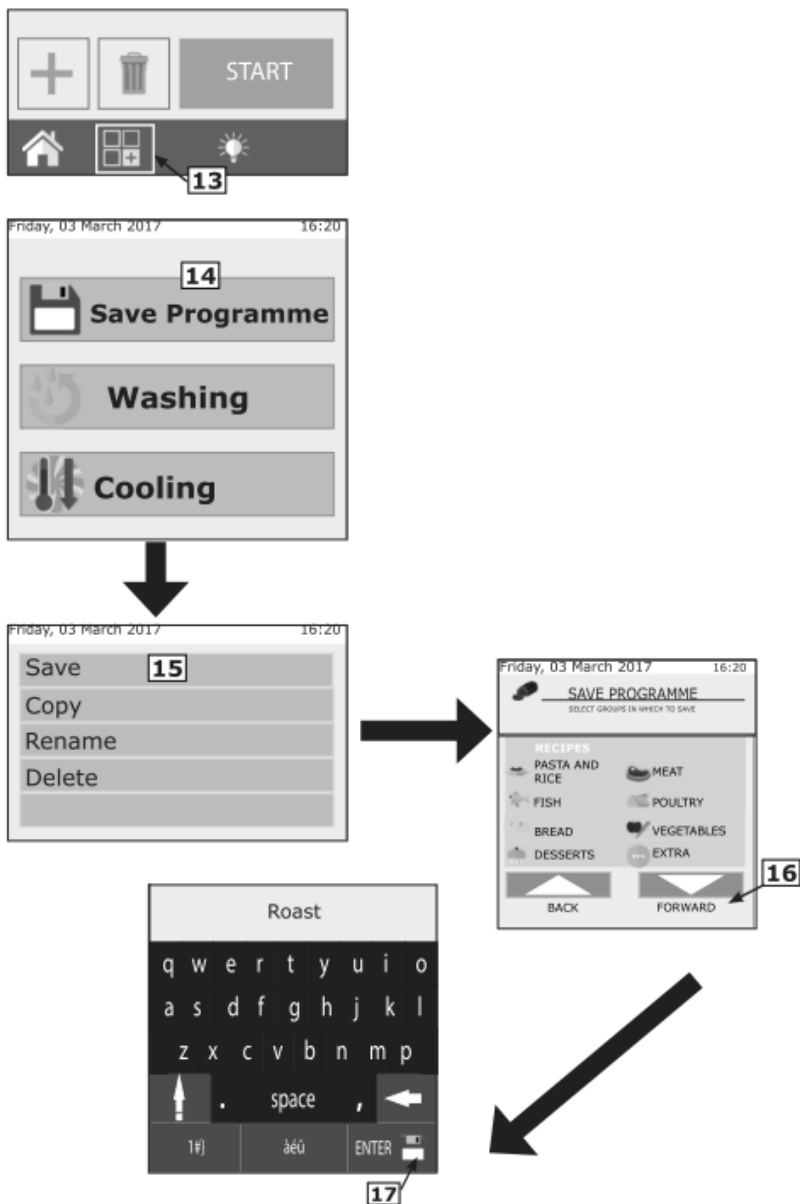 START
13
Friday, 03 March 2017 16:20
14
Save Programme
Washing
Cooling
Friday, 03 March 2017 16:20
Save 15
Copy
Rename
Delete
Friday, 03 March 2017 16:20
SAVE PROGRAMME
SELECT GROUPS IN WHICH TO SAVE
RECIPES
PASTA AND RICE MEAT
FISH POULTRY
BREAD VEGETABLES
DESSERTS EXTRA
16
BACK FORWARD
Roast
q w e r t y u i o
a s d f g h j k l
z x c v b n m p
. space ,
1#) àéû ENTER
17